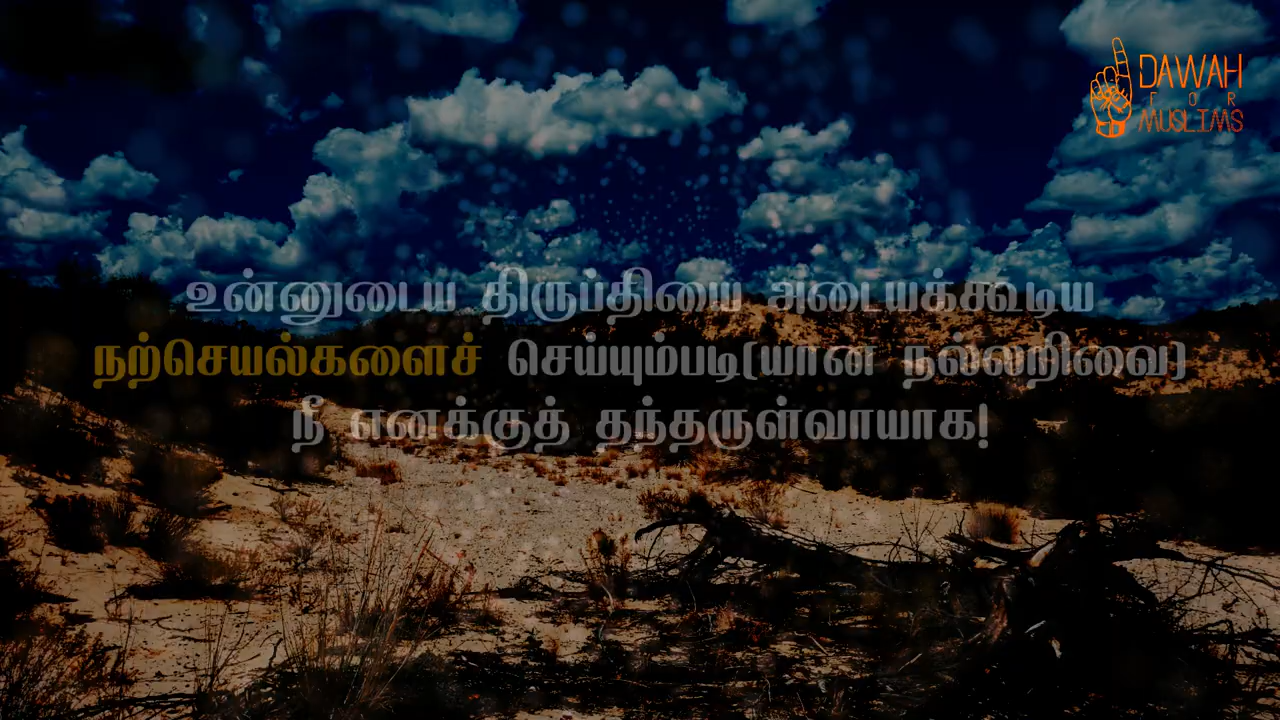 DAWAH
FOR
MUSLIMS
உன்னுடைய திருப்தியை அடையக்கூடிய
நற்செயல்களைச் செய்யும்படி(யான நல்லறிவை)
நீ எனக்குத் தந்தருள்வாயாக!